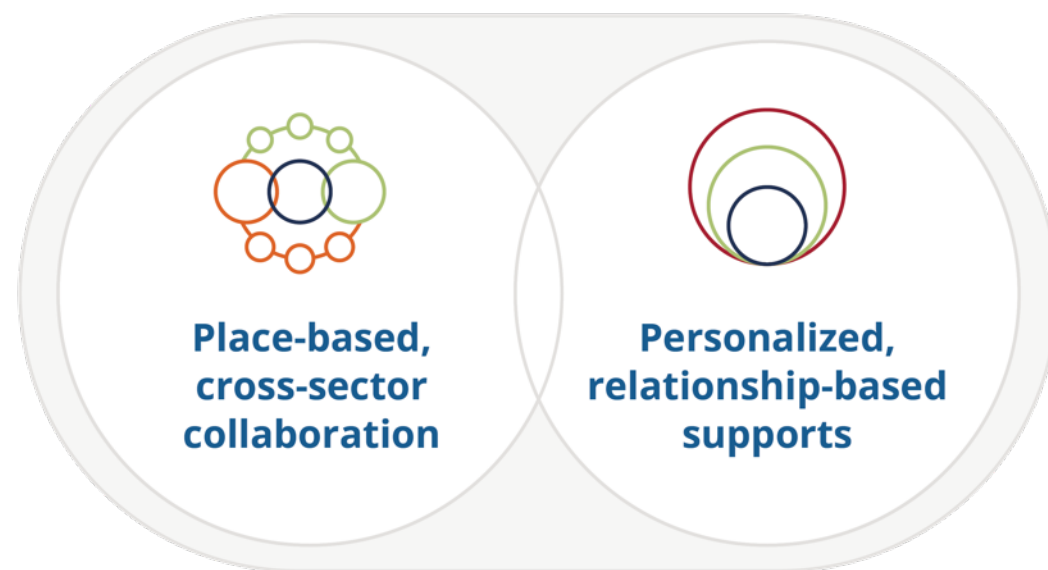 Place-based,
cross-sector
collaboration
Personalized,
relationship-based
supports